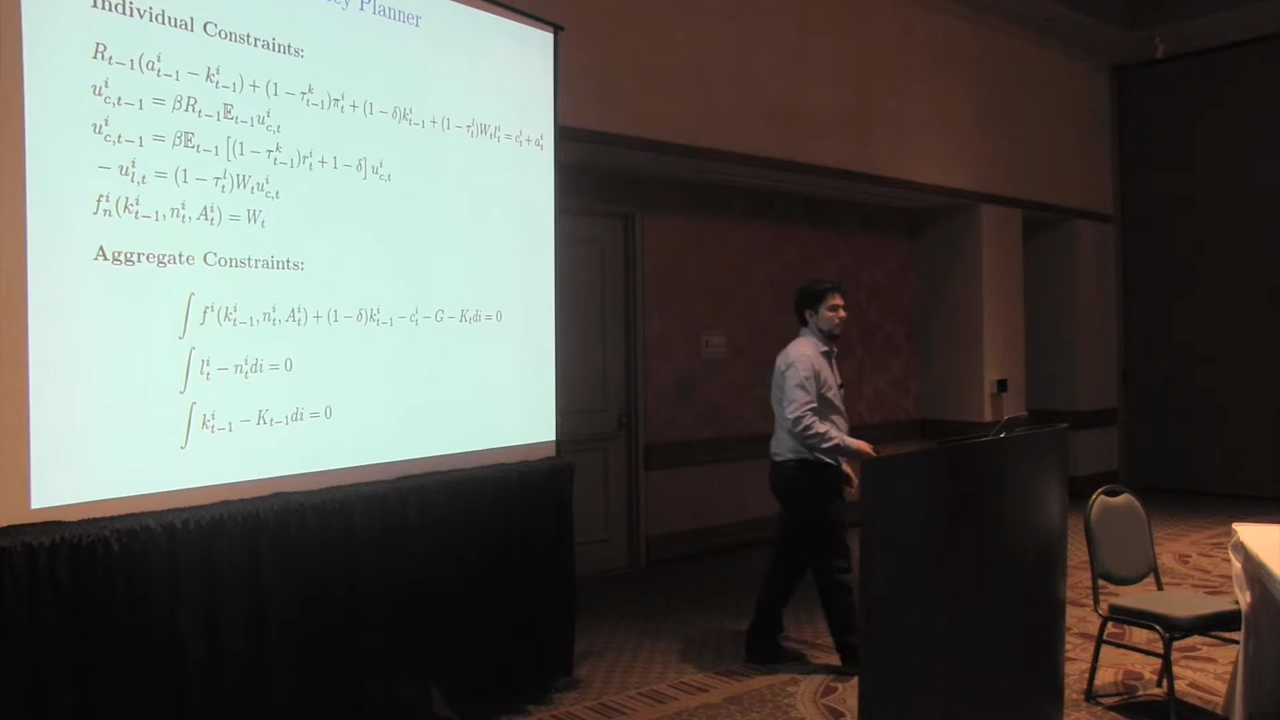 Planner
Individual Constraints:
R_{t−1}(a^i_{t−1} − k^i_{t−1}) + (1 − τ^k_{t−1})π^i_t + (1 − δ)k^i_{t−1} + (1 − τ^l_t)W_t l^i_t = c^i_t + a^i_t
u^i_{c,t−1} = βR_{t−1}𝔼_{t−1}u^i_{c,t}
u^i_{c,t−1} = β𝔼_{t−1} [(1 − τ^k_{t−1})r^i_t + 1 − δ] u^i_{c,t}
− u^i_{l,t} = (1 − τ^l_t)W_t u^i_{c,t}
f^i_n(k^i_{t−1}, n^i_t, A^i_t) = W_t
Aggregate Constraints:
∫ f^i(k^i_{t−1}, n^i_t, A^i_t) + (1 − δ)k^i_{t−1} − c^i_t − G − K_t di = 0
∫ l^i_t − n^i_t di = 0
∫ k^i_{t−1} − K_{t−1} di = 0